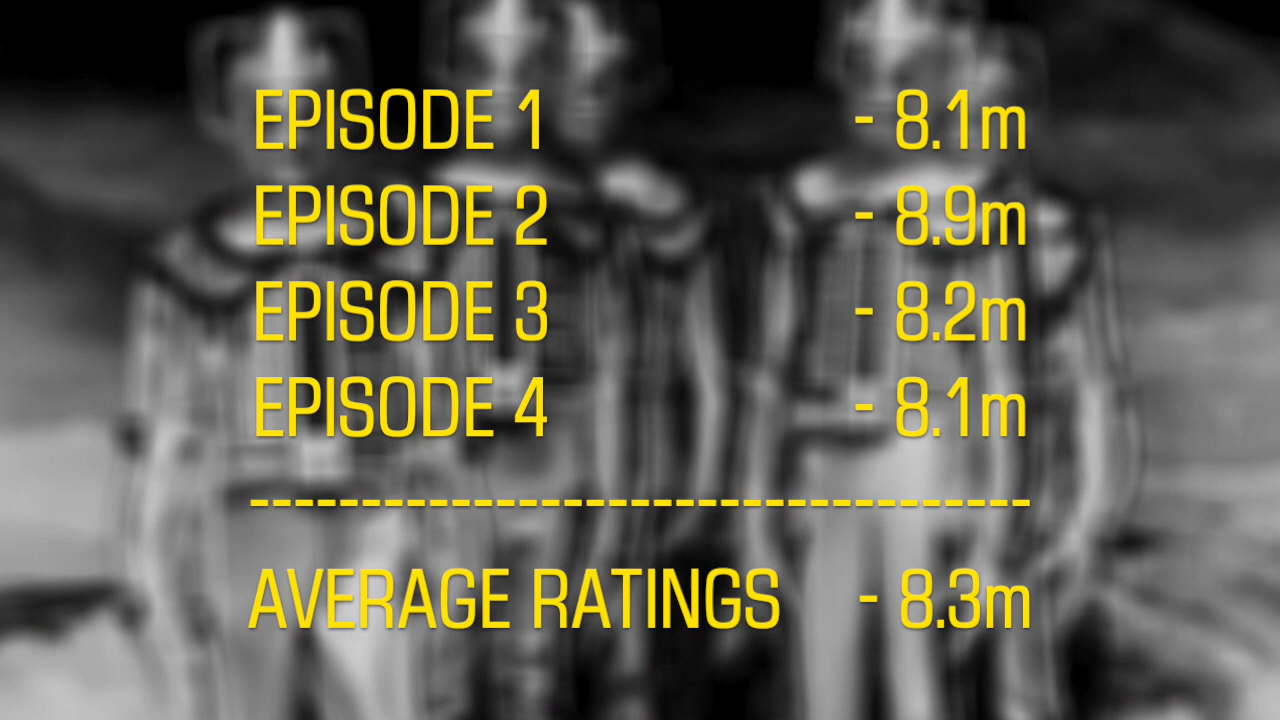 EPISODE 1 - 8.1m
EPISODE 2 - 8.9m
EPISODE 3 - 8.2m
EPISODE 4 - 8.1m
-----------------------------------
AVERAGE RATINGS - 8.3m